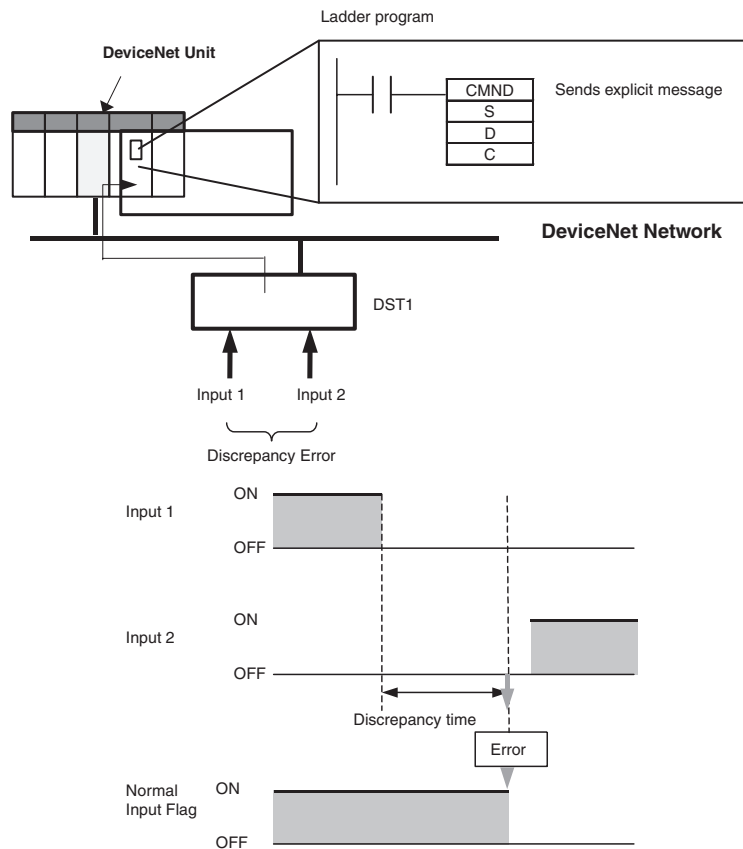 Ladder program
DeviceNet Unit
CMND
Sends explicit message
S
D
C
DeviceNet Network
DST1
Input 1
Input 2
Discrepancy Error
ON
Input 1
OFF
ON
Input 2
OFF
Discrepancy time
Error
Normal
Input Flag
ON
OFF